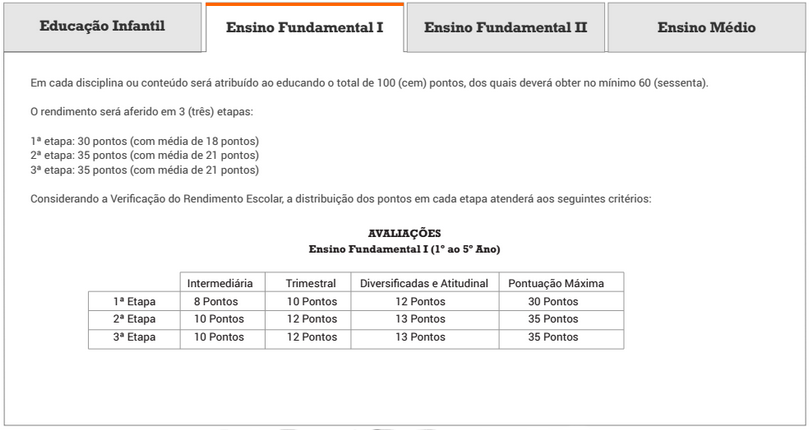 Educação Infantil
Ensino Fundamental I
Ensino Fundamental II
Ensino Médio
Em cada disciplina ou conteúdo será atribuído ao educando o total de 100 (cem) pontos, dos quais deverá obter no mínimo 60 (sessenta).
O rendimento será aferido em 3 (três) etapas:
1ª etapa: 30 pontos (com média de 18 pontos)
2ª etapa: 35 pontos (com média de 21 pontos)
3ª etapa: 35 pontos (com média de 21 pontos)
Considerando a Verificação do Rendimento Escolar, a distribuição dos pontos em cada etapa atenderá aos seguintes critérios:
AVALIAÇÕES
Ensino Fundamental I (1º ao 5º Ano)
Intermediária Trimestral Diversificadas e Atitudinal Pontuação Máxima
1ª Etapa 8 Pontos 10 Pontos 12 Pontos 30 Pontos
2ª Etapa 10 Pontos 12 Pontos 13 Pontos 35 Pontos
3ª Etapa 10 Pontos 12 Pontos 13 Pontos 35 Pontos